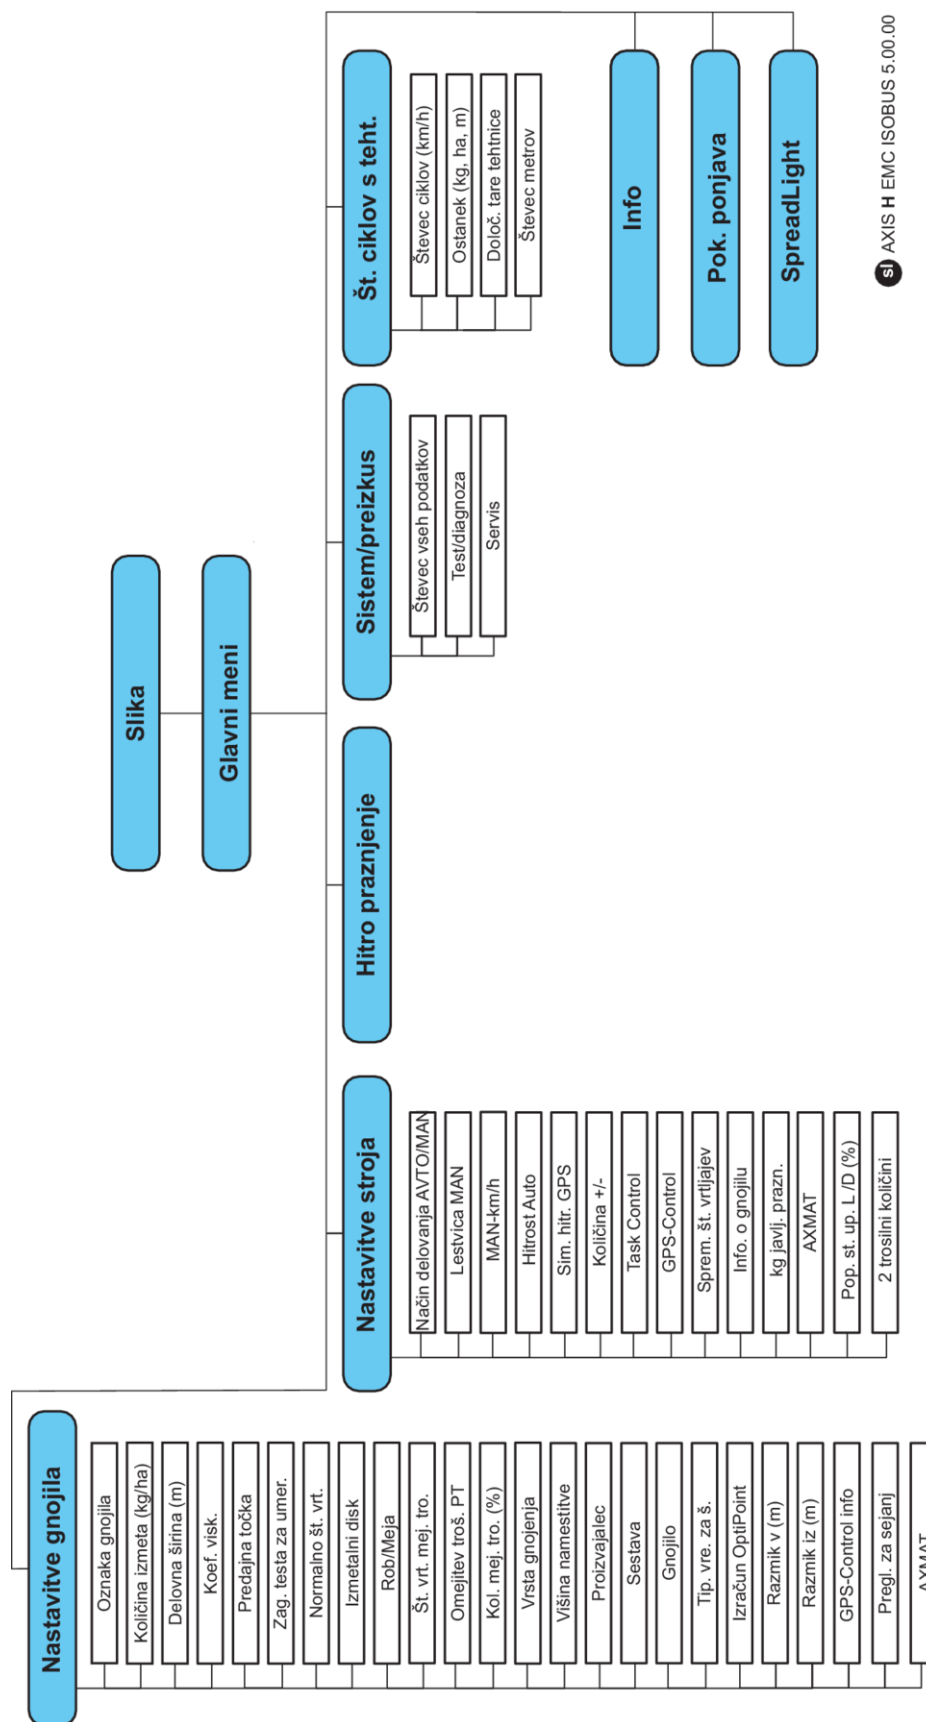 Slika
Glavni meni
Nastavitve gnojila
Oznaka gnojila
Količina izmeta (kg/ha)
Delovna širina (m)
Koef. visk.
Predajna točka
Zag. testa za umer.
Normalno št. vrt.
Izmetalni disk
Rob/Meja
Št. vrt. mej. tro.
Omejitev troš. PT
Kol. mej. tro. (%)
Vrsta gnojenja
Višina namestitve
Proizvajalec
Sestava
Gnojilo
Tip. vre. za š.
Izračun OptiPoint
Razmik v (m)
Razmik iz (m)
GPS-Control info
Pregl. za sejanj
AXMAT
Nastavitve stroja
Način delovanja AVTO/MAN
Lestvica MAN
MAN-km/h
Hitrost Auto
Sim. hitr. GPS
Količina +/-
Task Control
GPS-Control
Sprem. št. vrtljajev
Info. o gnojilu
kg javlj. prazn.
AXMAT
Pop. st. up. L /D (%)
2 trosilni količini
Hitro praznjenje
Sistem/preizkus
Števec vseh podatkov
Test/diagnoza
Servis
Št. ciklov s teht.
Števec ciklov (km/h)
Ostanek (kg, ha, m)
Določ. tare tehtnice
Števec metrov
Info
Pok. ponjava
SpreadLight
sl AXIS H EMC ISOBUS 5.00.00